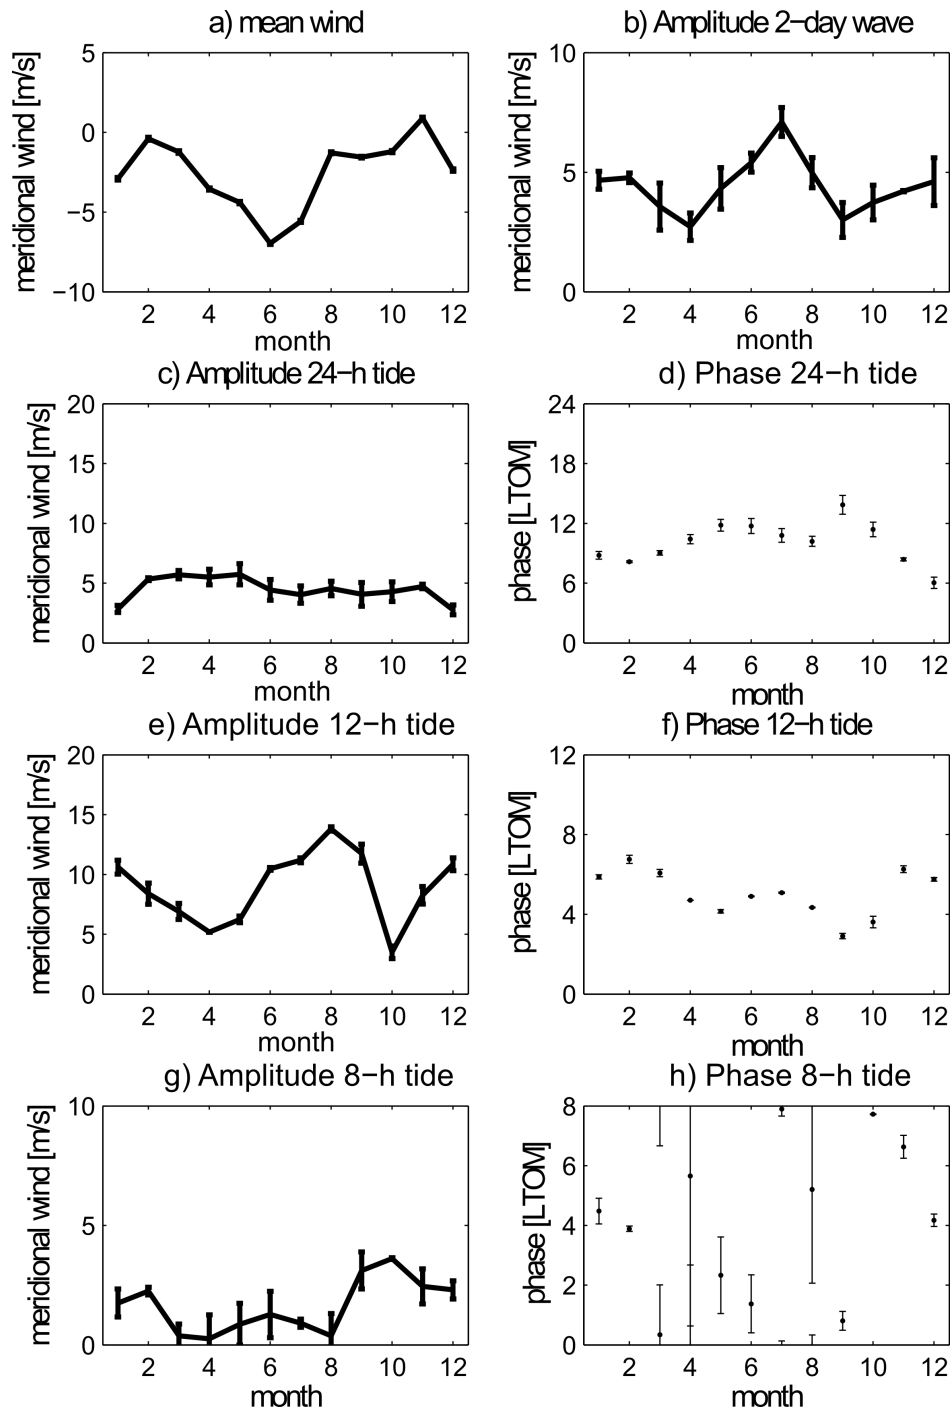 a) mean wind
meridional wind [m/s]
5
0
−5
−10
2 4 6 8 10 12
month
b) Amplitude 2−day wave
meridional wind [m/s]
10
5
0
2 4 6 8 10 12
month
c) Amplitude 24−h tide
meridional wind [m/s]
20
15
10
5
0
2 4 6 8 10 12
month
d) Phase 24−h tide
phase [LTOM]
24
18
12
6
0
2 4 6 8 10 12
month
e) Amplitude 12−h tide
meridional wind [m/s]
20
15
10
5
0
2 4 6 8 10 12
month
f) Phase 12−h tide
phase [LTOM]
12
8
4
0
2 4 6 8 10 12
month
g) Amplitude 8−h tide
meridional wind [m/s]
10
5
0
2 4 6 8 10 12
month
h) Phase 8−h tide
phase [LTOM]
8
6
4
2
0
2 4 6 8 10 12
month